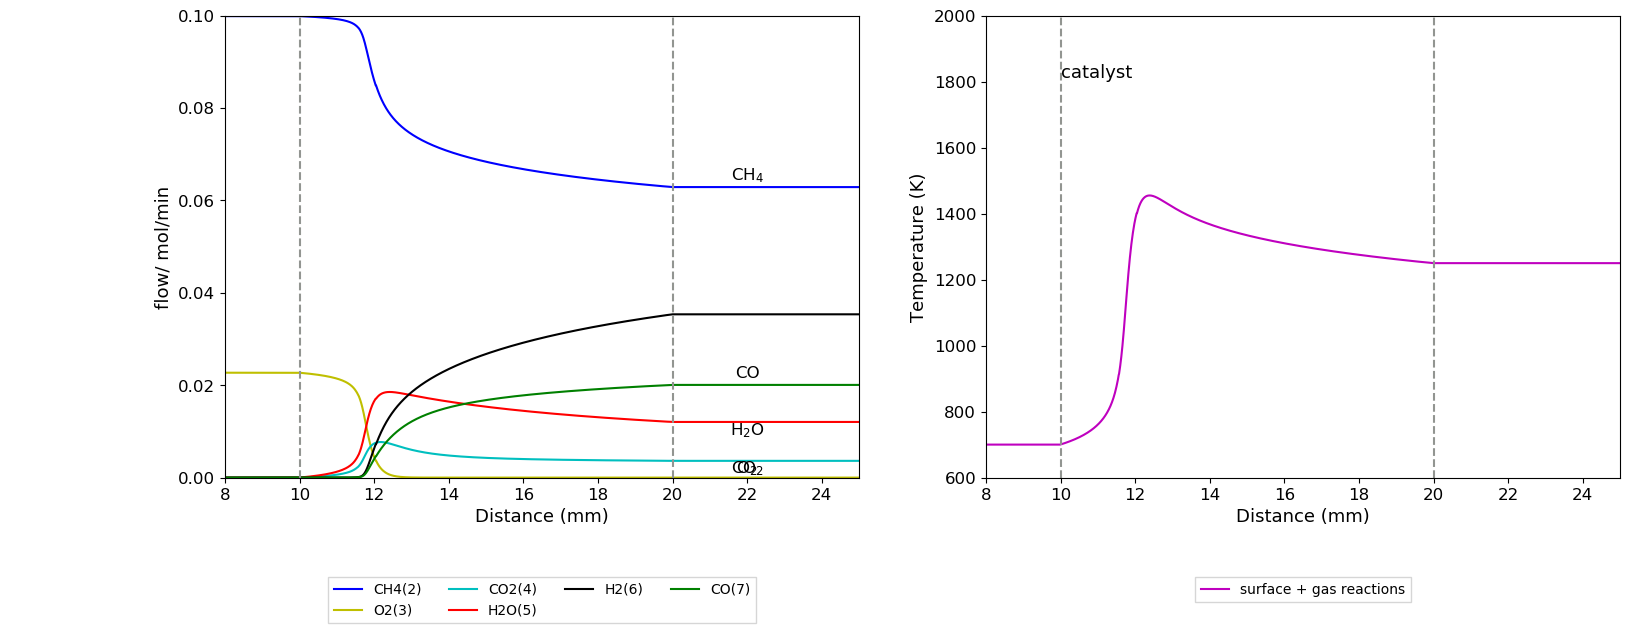 0.10
0.08
0.06
0.04
0.02
0.00
flow/ mol/min
CH₄
CO
H₂O
8 10 12 14 16 18 20 22 24
Distance (mm)
CH4(2) CO2(4) H2(6) CO(7)
O2(3) H2O(5)
2000
1800
1600
1400
1200
1000
800
600
Temperature (K)
catalyst
8 10 12 14 16 18 20 22 24
Distance (mm)
surface + gas reactions